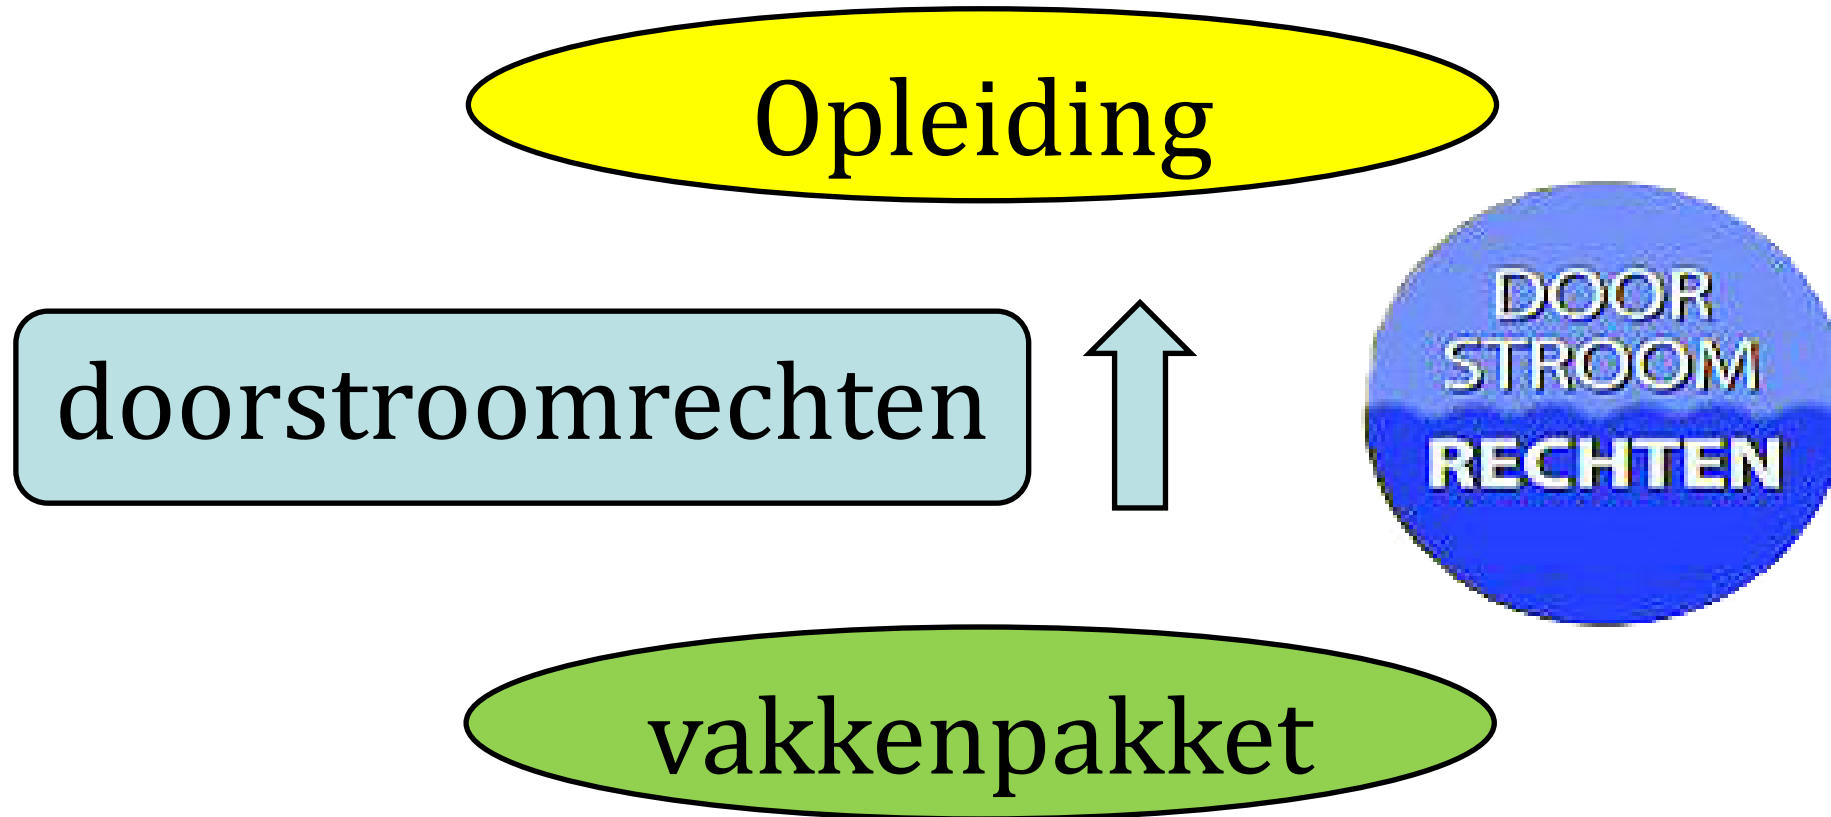 Opleiding
doorstroomrechten
DOOR
STROOM
RECHTEN
vakkenpakket